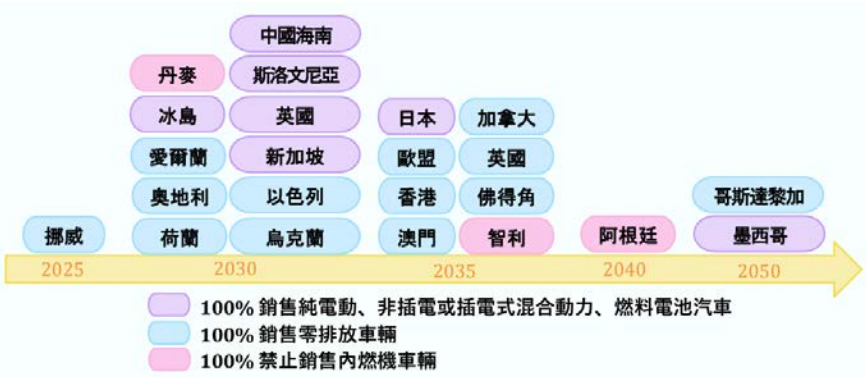 中國海南
丹麥 斯洛文尼亞
冰島 英國 日本 加拿大
愛爾蘭 新加坡 歐盟 英國
奧地利 以色列 香港 佛得角 哥斯達黎加
挪威 荷蘭 烏克蘭 澳門 智利 阿根廷 墨西哥
2025 2030 2035 2040 2050
100% 銷售純電動、非插電或插電式混合動力、燃料電池汽車
100% 銷售零排放車輛
100% 禁止銷售內燃機車輛